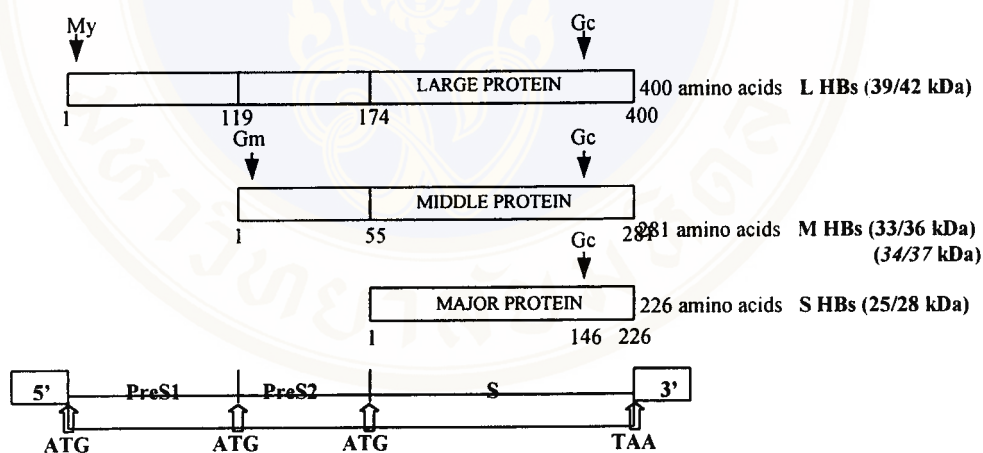 My Gc
LARGE PROTEIN 400 amino acids L HBs (39/42 kDa)
1 119 174 400
Gm Gc
MIDDLE PROTEIN
1 55 281 281 amino acids M HBs (33/36 kDa)
Gc (34/37 kDa)
MAJOR PROTEIN 226 amino acids S HBs (25/28 kDa)
1 146 226
5' PreS1 PreS2 S 3'
ATG ATG ATG TAA